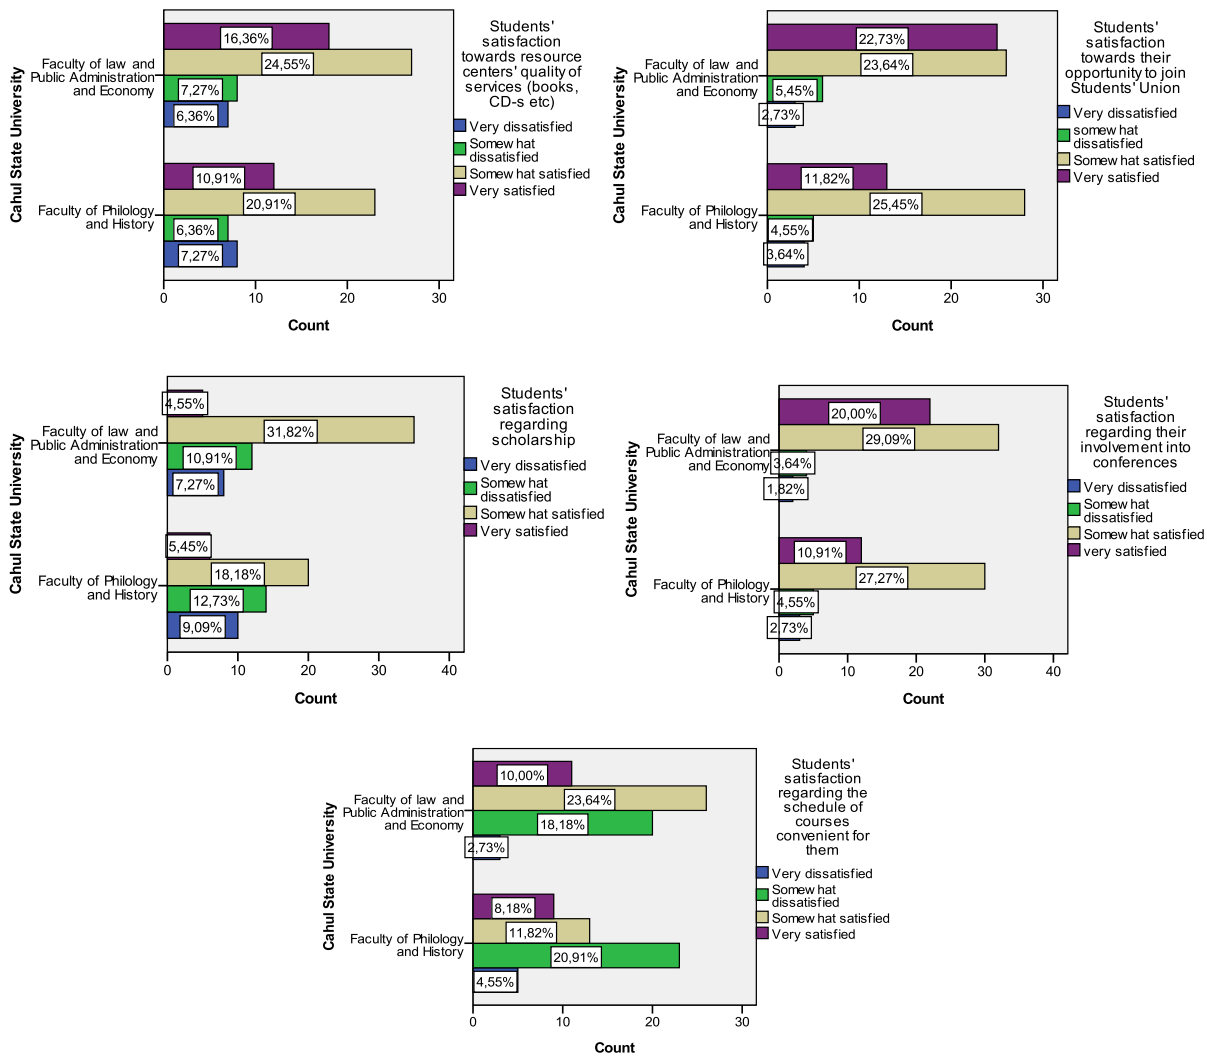 Cahul State University
Faculty of law and
Public Administration
and Economy
16,36%
24,55%
7,27%
6,36%
Faculty of Philology
and History
10,91%
20,91%
6,36%
7,27%
0 10 20 30
Count
Students'
satisfaction
towards resource
centers' quality of
services (books,
CD-s etc)
Very dissatisfied
Somew hat
dissatisfied
Somew hat satisfied
Very satisfied
Cahul State University
Faculty of law and
Public Administration
and Economy
22,73%
23,64%
5,45%
2,73%
Faculty of Philology
and History
11,82%
25,45%
4,55%
3,64%
0 10 20 30
Count
Students'
satisfaction
towards their
opportunity to join
Students' Union
Very dissatisfied
somew hat
dissatisfied
Somew hat satisfied
Very satisfied
Cahul State University
Faculty of law and
Public Administration
and Economy
4,55%
31,82%
10,91%
7,27%
Faculty of Philology
and History
5,45%
18,18%
12,73%
9,09%
0 10 20 30 40
Count
Students'
satisfaction
regarding
scholarship
Very dissatisfied
Somew hat
dissatisfied
Somew hat satisfied
Very satisfied
Cahul State University
Faculty of law and
Public Administration
and Economy
20,00%
29,09%
3,64%
1,82%
Faculty of Philology
and History
10,91%
27,27%
4,55%
2,73%
0 10 20 30 40
Count
Students'
satisfaction
regarding their
involvement into
conferences
Very dissatisfied
Somew hat
dissatisfied
Somew hat satisfied
very satisfied
Cahul State University
Faculty of law and
Public Administration
and Economy
10,00%
23,64%
18,18%
2,73%
Faculty of Philology
and History
8,18%
11,82%
20,91%
4,55%
0 10 20 30
Count
Students'
satisfaction
regarding the
schedule of
courses
convenient for
them
Very dissatisfied
Somew hat
dissatisfied
Somew hat satisfied
Very satisfied